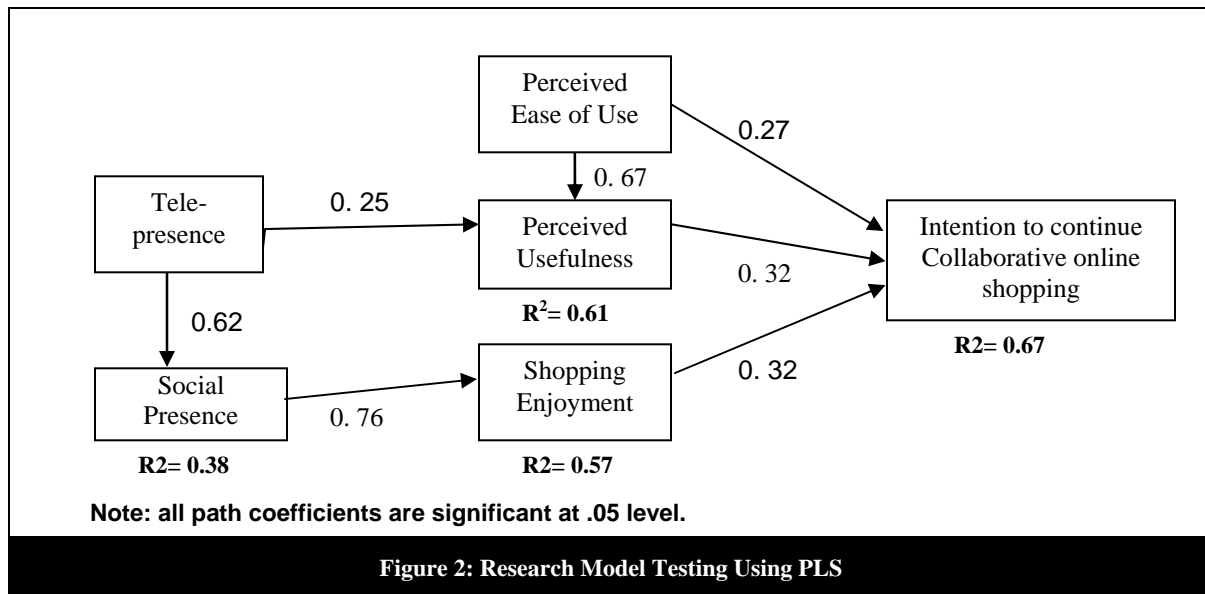 Perceived
Ease of Use
0.27
0. 67
Tele-
presence
0. 25
Perceived
Usefulness
Intention to continue
Collaborative online
shopping
0. 32
R²= 0.61
R2= 0.67
0.62
Social
Presence
0. 76
Shopping
Enjoyment
0. 32
R2= 0.38
R2= 0.57
Note: all path coefficients are significant at .05 level.
Figure 2: Research Model Testing Using PLS